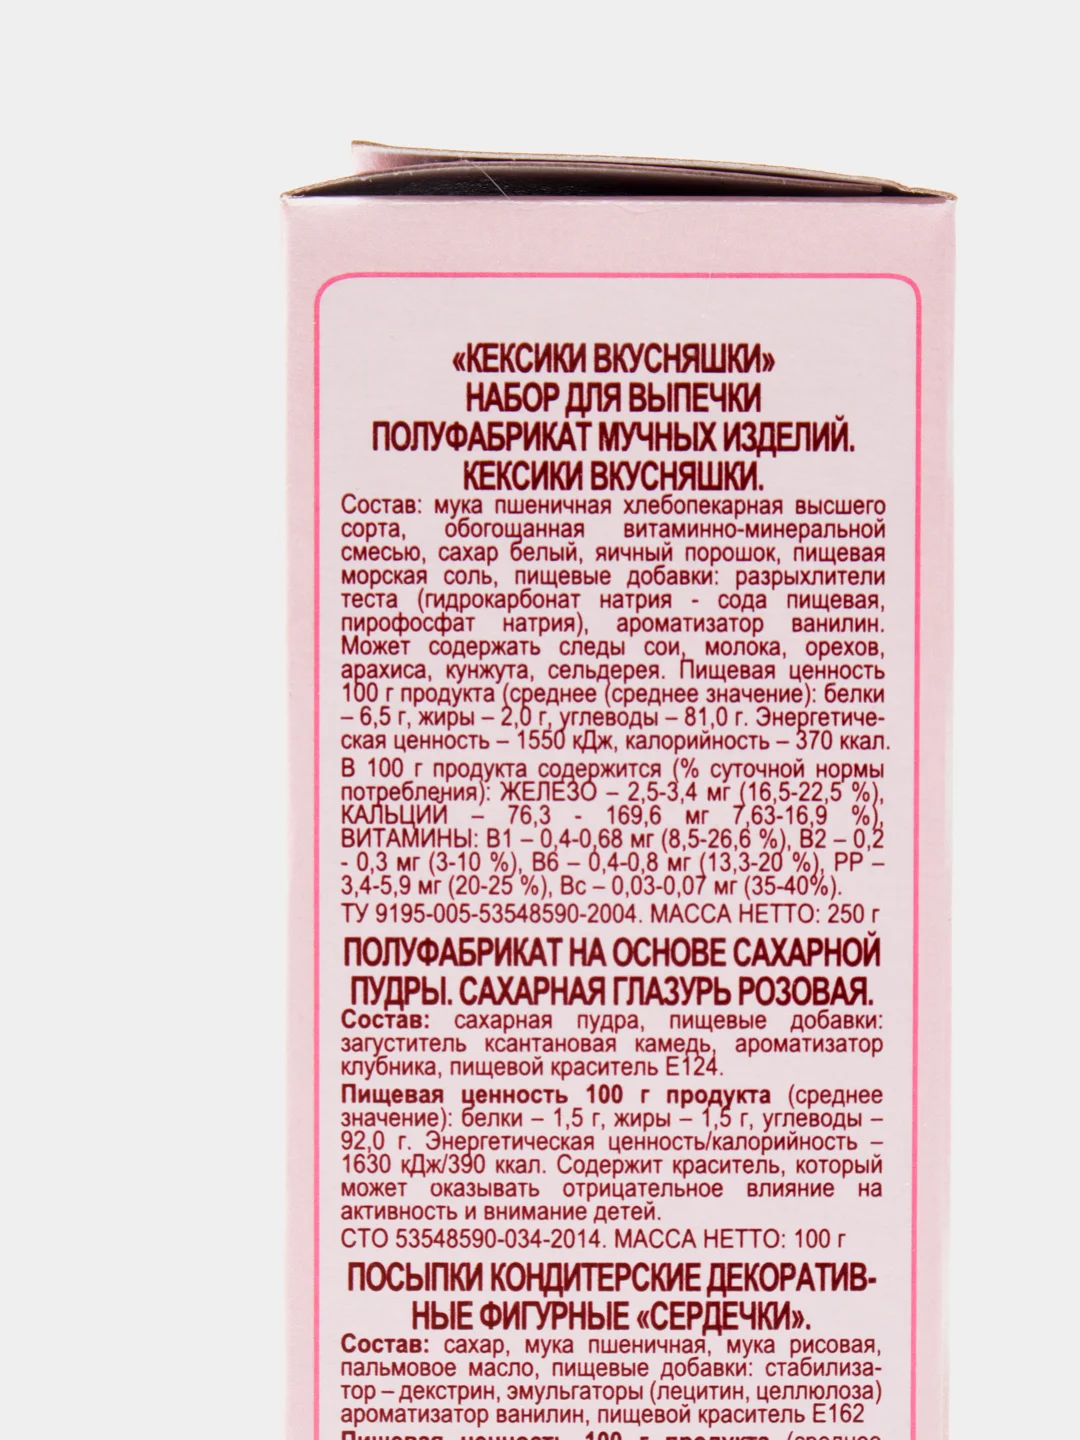 «КЕКСИКИ ВКУСНЯШКИ»
НАБОР ДЛЯ ВЫПЕЧКИ
ПОЛУФАБРИКАТ МУЧНЫХ ИЗДЕЛИЙ.
КЕКСИКИ ВКУСНЯШКИ.
Состав: мука пшеничная хлебопекарная высшего
сорта, обогощанная витаминно-минеральной
смесью, сахар белый, яичный порошок, пищевая
морская соль, пищевые добавки: разрыхлители
теста (гидрокарбонат натрия - сода пищевая,
пирофосфат натрия), ароматизатор ванилин.
Может содержать следы сои, молока, орехов,
арахиса, кунжута, сельдерея. Пищевая ценность
100 г продукта (среднее (среднее значение): белки
– 6,5 г, жиры – 2,0 г, углеводы – 81,0 г. Энергетиче-
ская ценность – 1550 кДж, калорийность – 370 ккал.
В 100 г продукта содержится (% суточной нормы
потребления): ЖЕЛЕЗО – 2,5-3,4 мг (16,5-22,5 %),
КАЛЬЦИЙ – 76,3 - 169,6 мг 7,63-16,9 %),
ВИТАМИНЫ: В1 – 0,4-0,68 мг (8,5-26,6 %), В2 – 0,2
- 0,3 мг (3-10 %), В6 – 0,4-0,8 мг (13,3-20 %), РР –
3,4-5,9 мг (20-25 %), Вс – 0,03-0,07 мг (35-40%).
ТУ 9195-005-53548590-2004. МАССА НЕТТО: 250 г
ПОЛУФАБРИКАТ НА ОСНОВЕ САХАРНОЙ
ПУДРЫ. САХАРНАЯ ГЛАЗУРЬ РОЗОВАЯ.
Состав: сахарная пудра, пищевые добавки:
загуститель ксантановая камедь, ароматизатор
клубника, пищевой краситель Е124.
Пищевая ценность 100 г продукта (среднее
значение): белки – 1,5 г, жиры – 1,5 г, углеводы –
92,0 г. Энергетическая ценность/калорийность –
1630 кДж/390 ккал. Содержит краситель, который
может оказывать отрицательное влияние на
активность и внимание детей.
СТО 53548590-034-2014. МАССА НЕТТО: 100 г
ПОСЫПКИ КОНДИТЕРСКИЕ ДЕКОРАТИВ-
НЫЕ ФИГУРНЫЕ «СЕРДЕЧКИ».
Состав: сахар, мука пшеничная, мука рисовая,
пальмовое масло, пищевые добавки: стабилиза-
тор – декстрин, эмульгаторы (лецитин, целлюлоза)
ароматизатор ванилин, пищевой краситель Е162
Пищевая ценность 100 г продукта (среднее